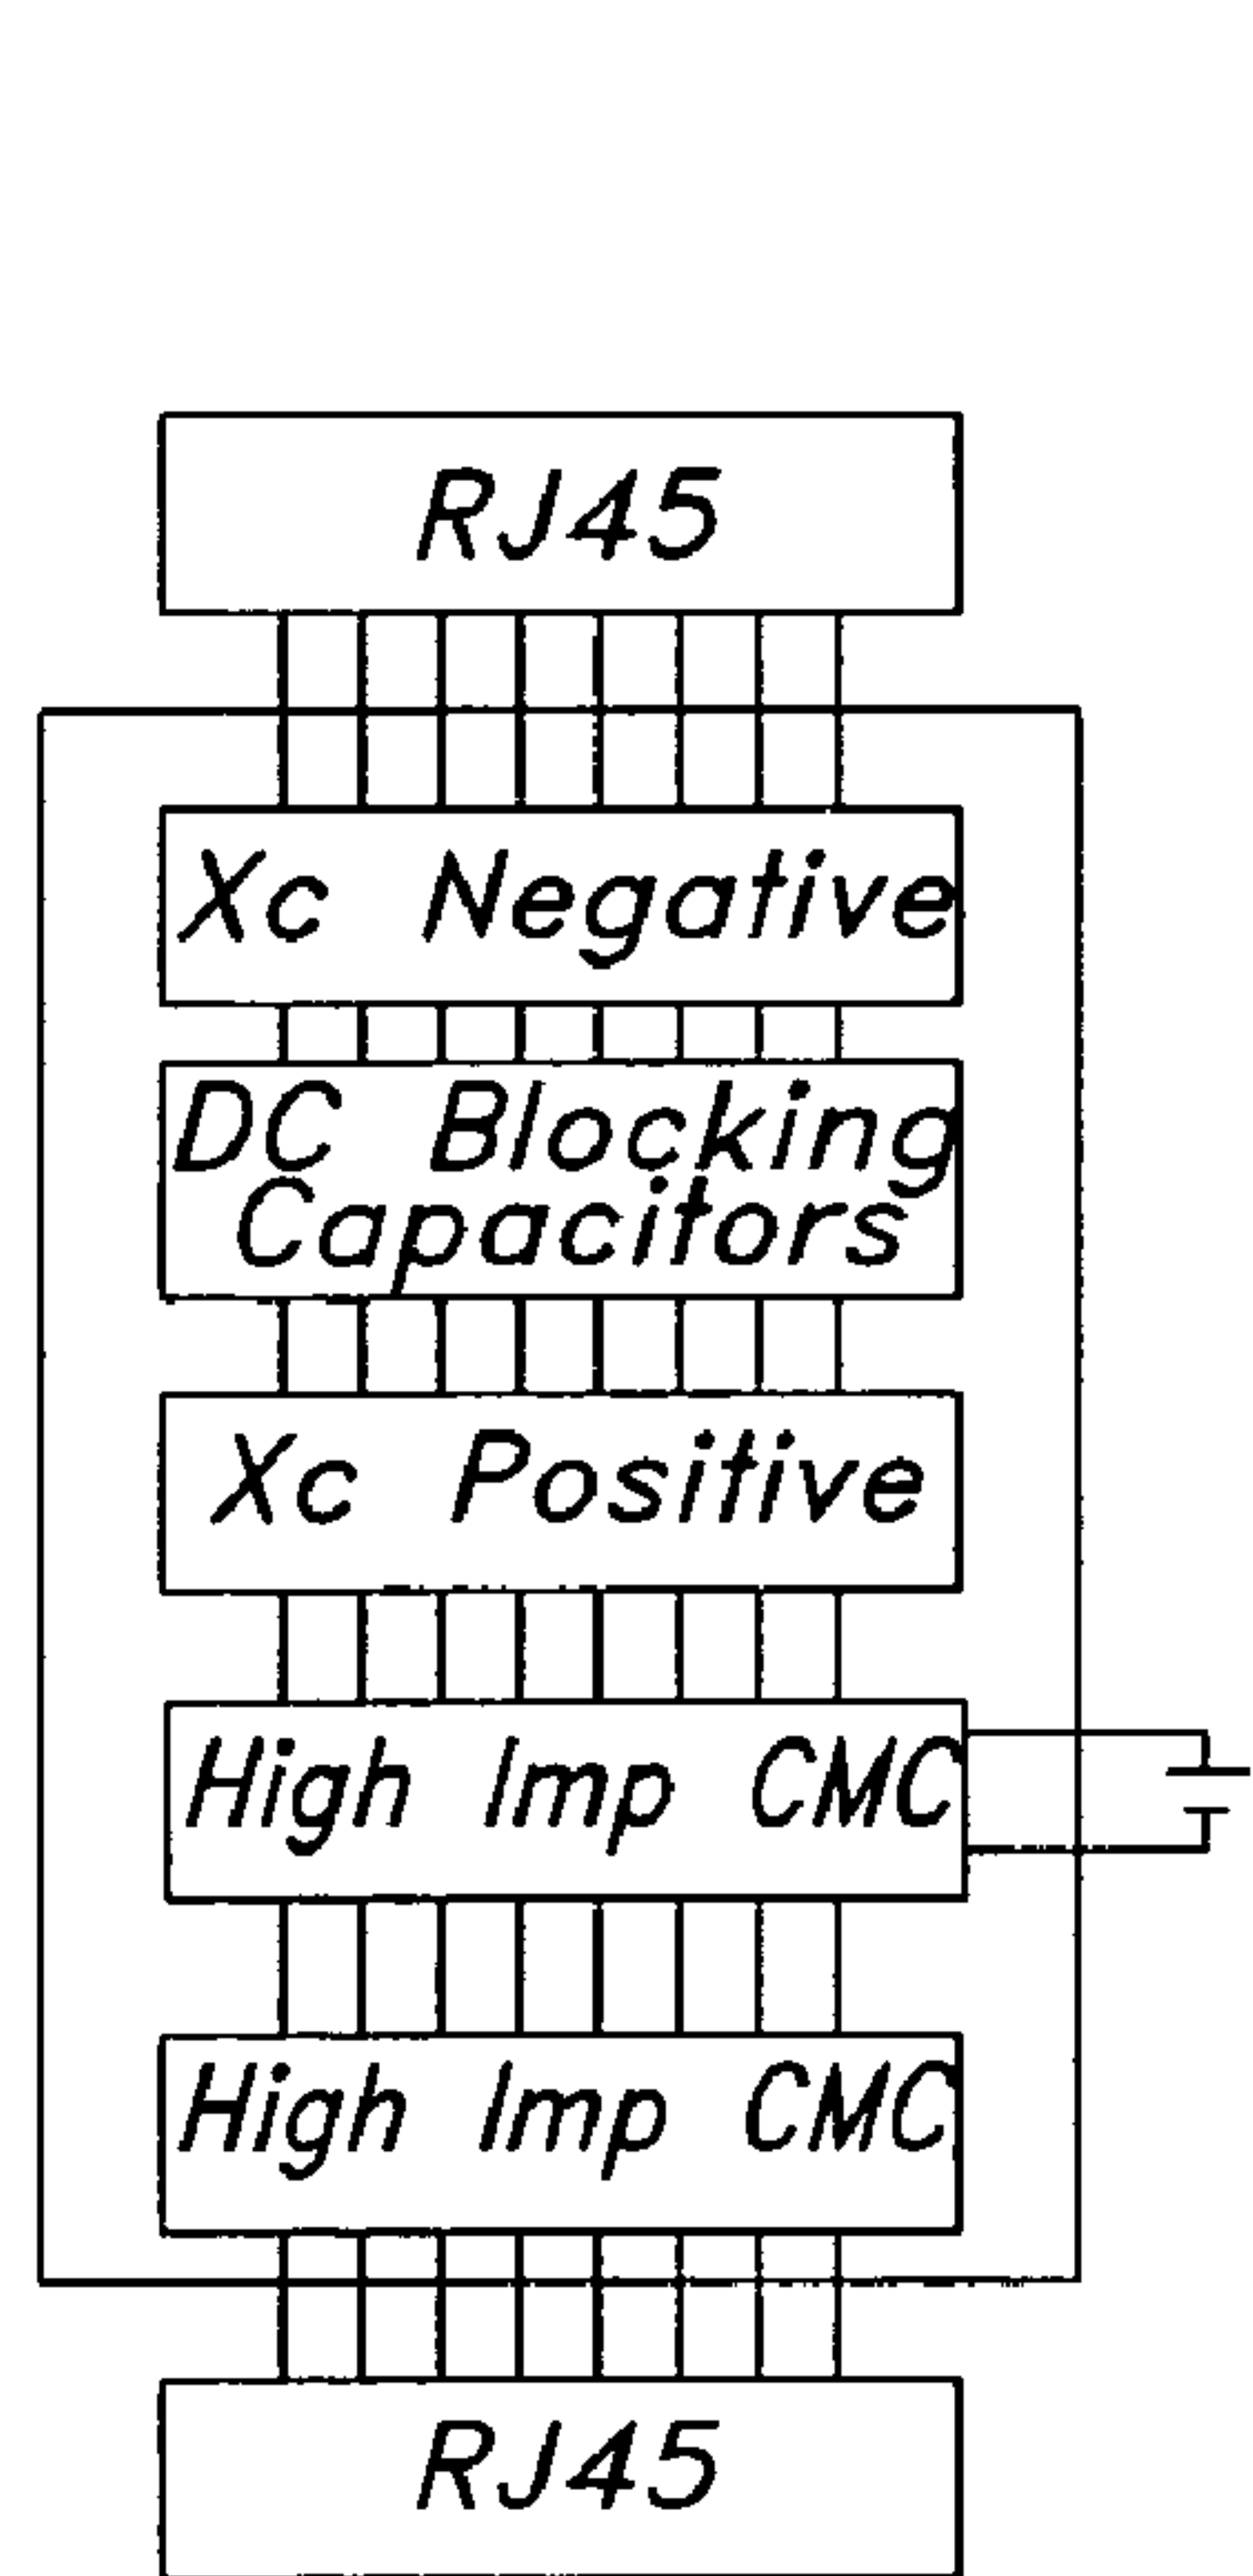 RJ45
Xc Negative
DC Blocking
Capacitors
Xc Positive
High Imp CMC
High Imp CMC
RJ45